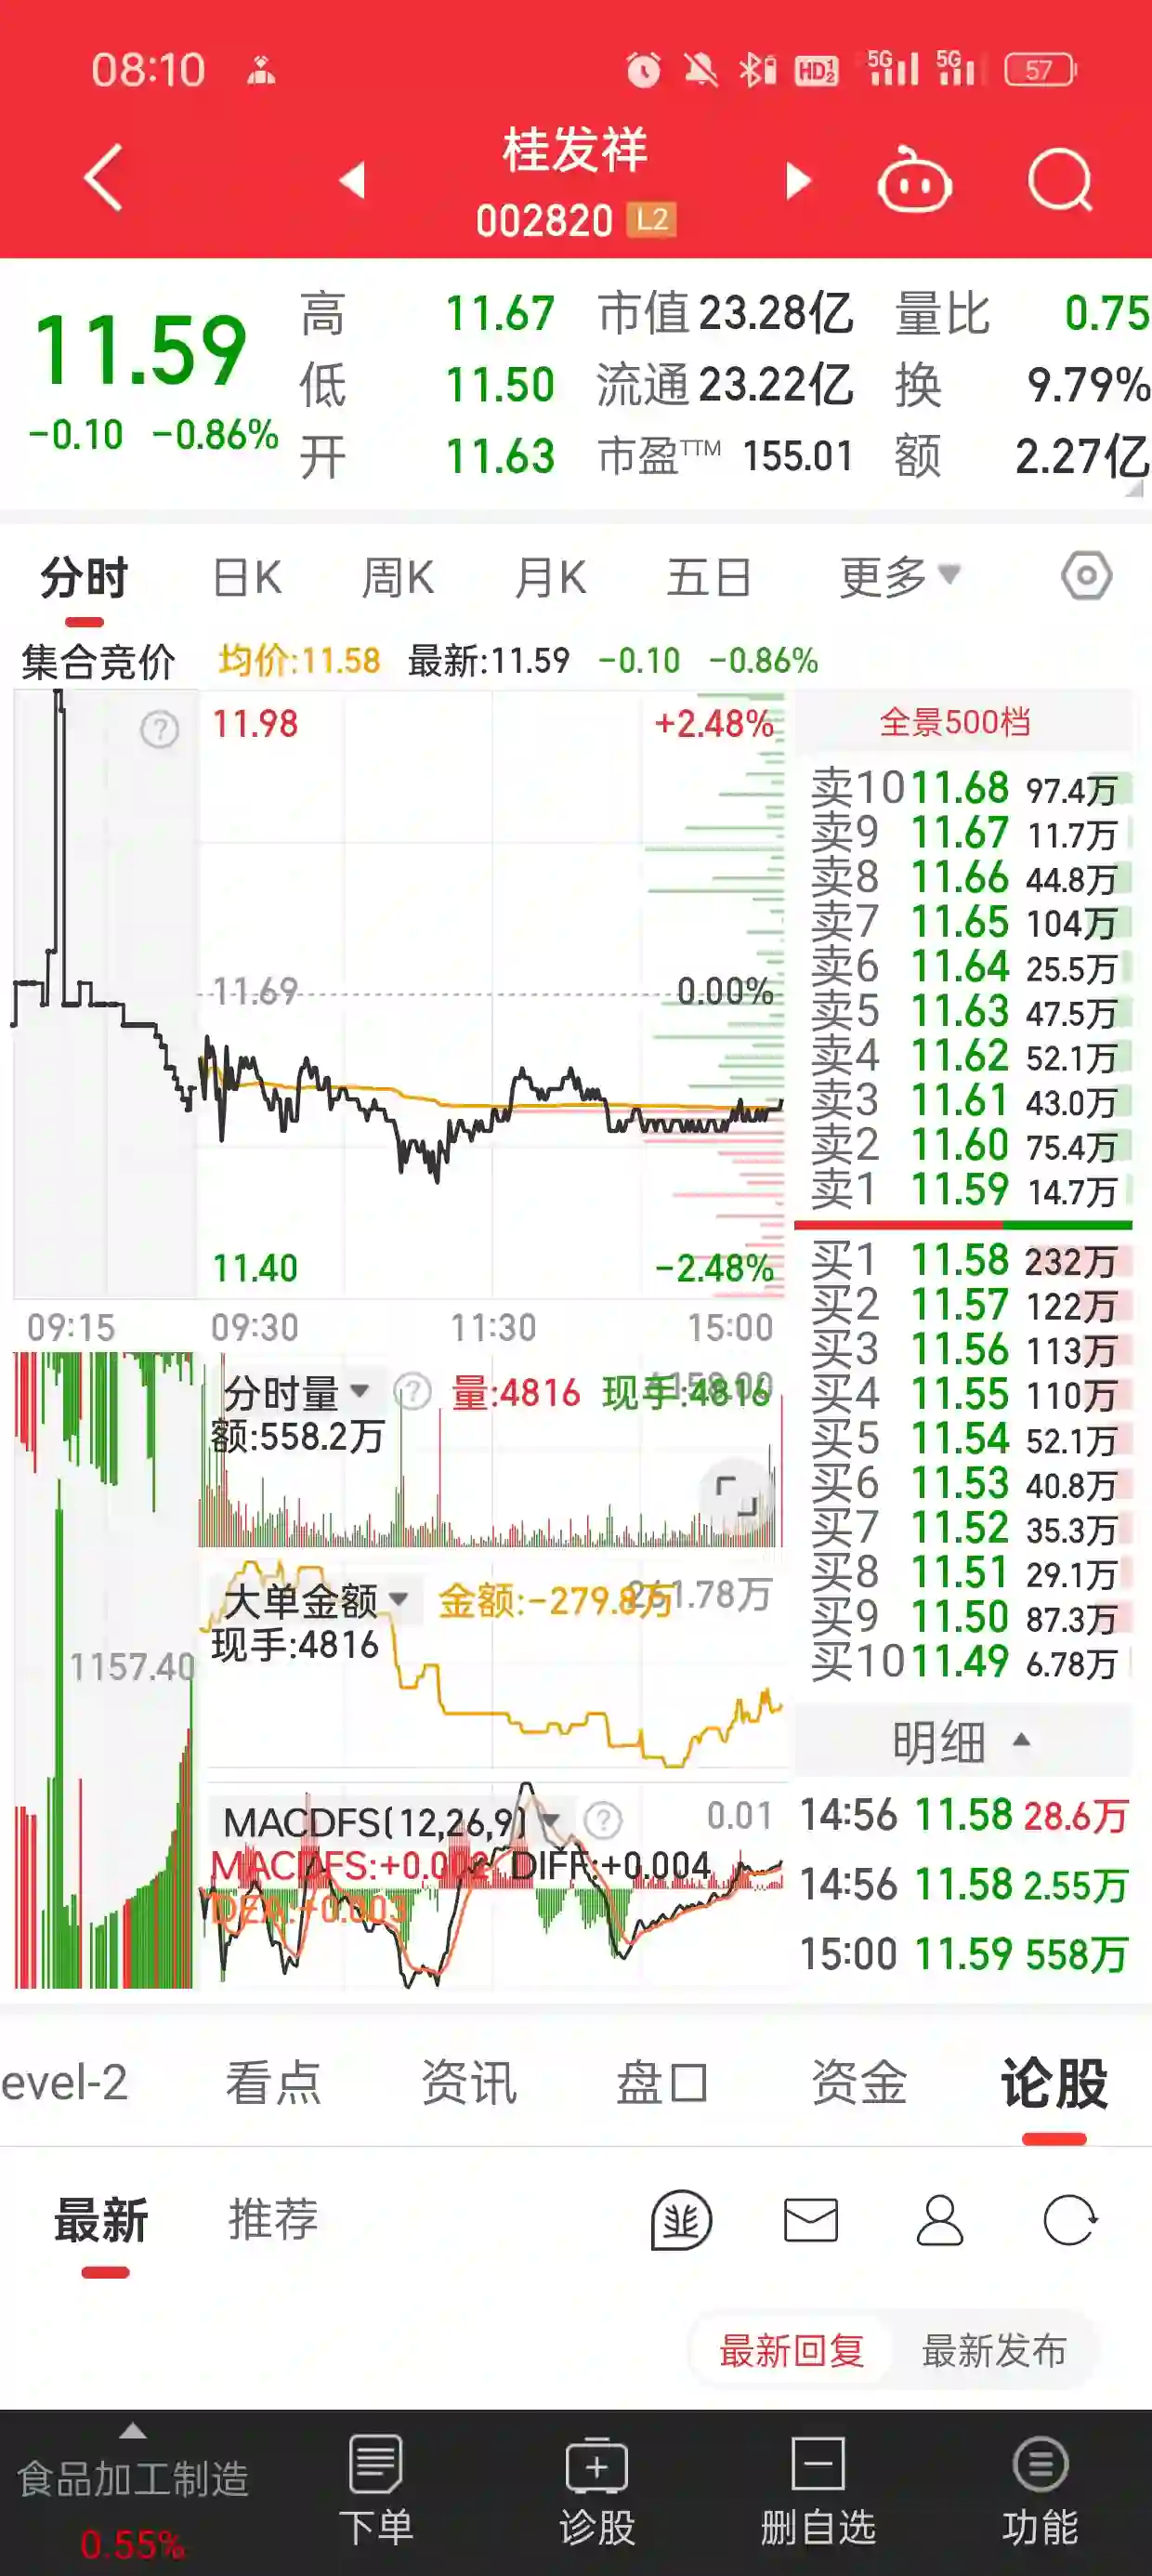 08:10 HD 1 2 5G 5G 57
桂发祥
002820 L2
11.59
-0.10 -0.86%
高 11.67 市值 23.28亿 量比 0.75
低 11.50 流通 23.22亿 换 9.79%
开 11.63 市盈TTM 155.01 额 2.27亿
分时 日K 周K 月K 五日 更多
集合竞价 均价:11.58 最新:11.59 -0.10 -0.86%
? 11.98 +2.48%
11.69 0.00%
11.40 -2.48%
09:15 09:30 11:30 15:00
全景500档
卖10 11.68 97.4万
卖9 11.67 11.7万
卖8 11.66 44.8万
卖7 11.65 104万
卖6 11.64 25.5万
卖5 11.63 47.5万
卖4 11.62 52.1万
卖3 11.61 43.0万
卖2 11.60 75.4万
卖1 11.59 14.7万
买1 11.58 232万
买2 11.57 122万
买3 11.56 113万
买4 11.55 110万
买5 11.54 52.1万
买6 11.53 40.8万
买7 11.52 35.3万
买8 11.51 29.1万
买9 11.50 87.3万
买10 11.49 6.78万
分时量 ? 量:4816 现手:4816
额:558.2万
大单金额 金额:-279.8万
现手:4816
1157.40
MACDFS(12,26,9) ? 0.01
MACDFS:+0.002 DIFF:+0.004
DEA:+0.003
明细
14:56 11.58 28.6万
14:56 11.58 2.55万
15:00 11.59 558万
evel-2 看点 资讯 盘口 资金 论股
最新 推荐
最新回复 最新发布
食品加工制造
0.55%
下单 诊股 删自选 功能